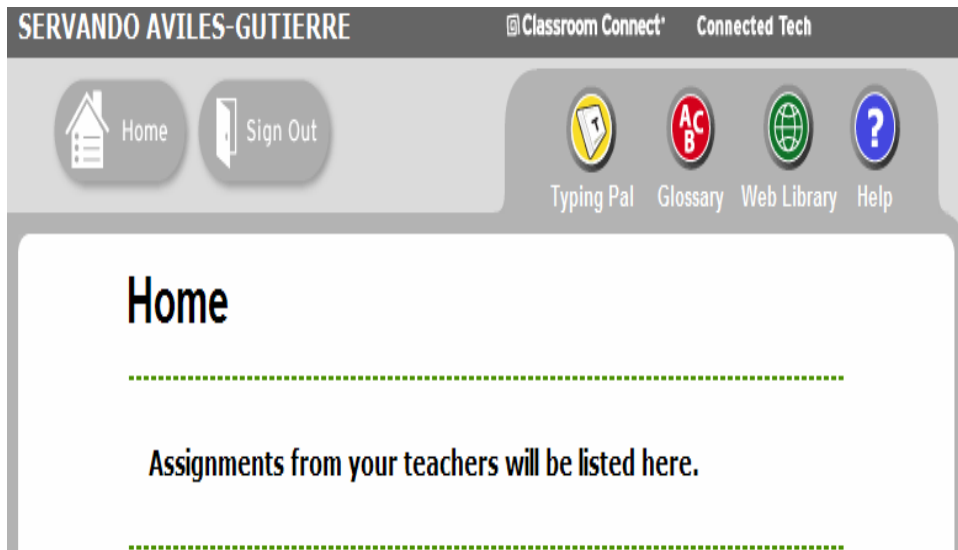 SERVANDO AVILES-GUTIERRE
Classroom Connect® Connected Tech
Home Sign Out
T
A C B
?
Typing Pal Glossary Web Library Help
Home
Assignments from your teachers will be listed here.